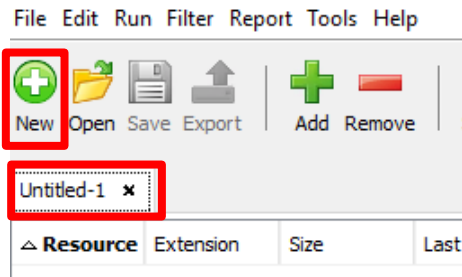 File Edit Run Filter Report Tools Help
New Open Save Export Add Remove
Untitled-1
Resource Extension Size Last